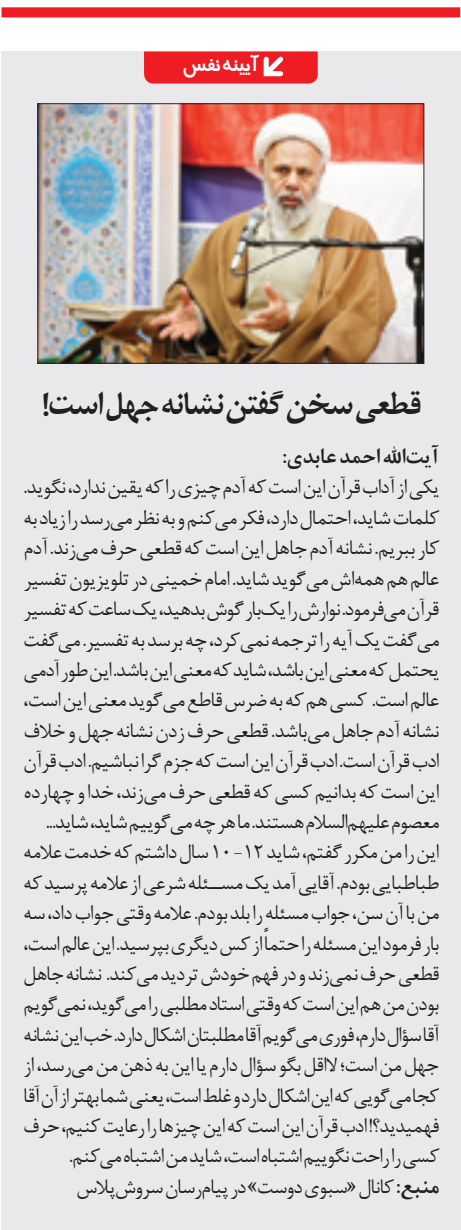 آیینه نفس
قطعی سخن گفتن نشانه جهل است!
آیت‌الله احمد عابدی:
یکی از آداب قرآن این است که آدم چیزی را که یقین ندارد، نگوید.
کلمات شاید، احتمال دارد، فکر می‌کنم و به نظر می‌رسد را زیاد به
کار ببریم. نشانه آدم جاهل این است که قطعی حرف می‌زند. آدم
عالم هم همه‌اش می‌گوید شاید. امام خمینی در تلویزیون تفسیر
قرآن می‌فرمود. نوارش را یک‌بار گوش بدهید، یک ساعت که تفسیر
می‌گفت یک آیه را ترجمه نمی‌کرد، چه برسد به تفسیر. می‌گفت
یحتمل که معنی این باشد، شاید که معنی این باشد. این طور آدمی
عالم است. کسی هم که به ضرس قاطع می‌گوید معنی این است،
نشانه آدم جاهل می‌باشد. قطعی حرف زدن نشانه جهل و خلاف
ادب قرآن است. ادب قرآن این است که جزم گرا نباشیم. ادب قرآن
این است که بدانیم کسی که قطعی حرف می‌زند، خدا و چهارده
معصوم علیهم‌السلام هستند. ما هر چه می‌گوییم شاید، شاید...
این را من مکرر گفتم، شاید ۱۲ - ۱۰ سال داشتم که خدمت علامه
طباطبایی بودم. آقایی آمد یک مسـئله شرعی از علامه پرسید که
من با آن سن، جواب مسئله را بلد بودم. علامه وقتی جواب داد، سه
بار فرمود این مسئله را حتماً از کس دیگری بپرسید. این عالم است،
قطعی حرف نمی‌زند و در فهم خودش تردید می‌کند. نشانه جاهل
بودن من هم این است که وقتی استاد مطلبی را می‌گوید، نمی‌گویم
آقا سؤال دارم، فوری می‌گویم آقا مطلبتان اشکال دارد. خب این نشانه
جهل من است؛ لااقل بگو سؤال دارم یا این به ذهن من می‌رسد، از
کجا می‌گویی که این اشکال دارد و غلط است، یعنی شما بهتر از آن آقا
فهمیدید؟! ادب قرآن این است که این چیزها را رعایت کنیم، حرف
کسی را راحت نگوییم اشتباه است، شاید من اشتباه می‌کنم.
منبع: کانال «سبوی دوست» در پیام‌رسان سروش‌پلاس